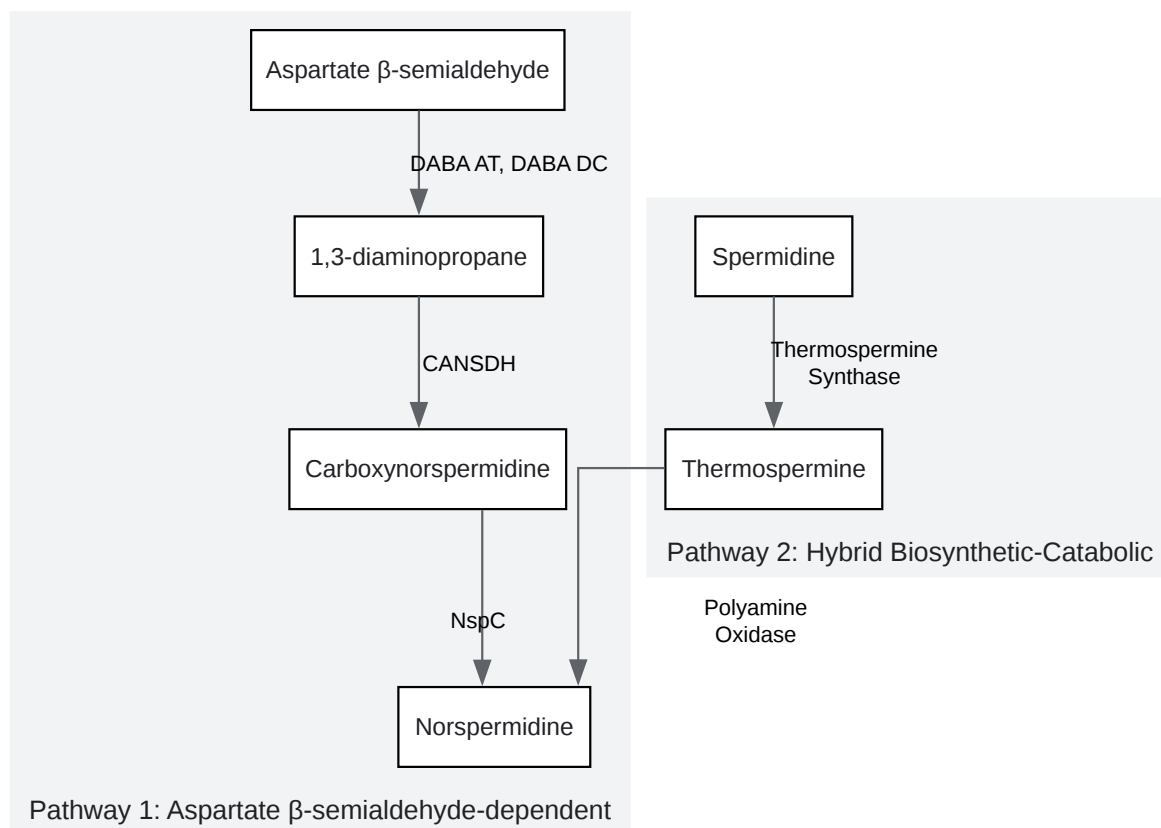 Aspartate β-semialdehyde
DABA AT, DABA DC
1,3-diaminopropane
CANSDH
Carboxynorspermidine
NspC
Norspermidine
Pathway 1: Aspartate β-semialdehyde-dependent
Spermidine
Thermospermine
Synthase
Thermospermine
Pathway 2: Hybrid Biosynthetic-Catabolic
Polyamine
Oxidase